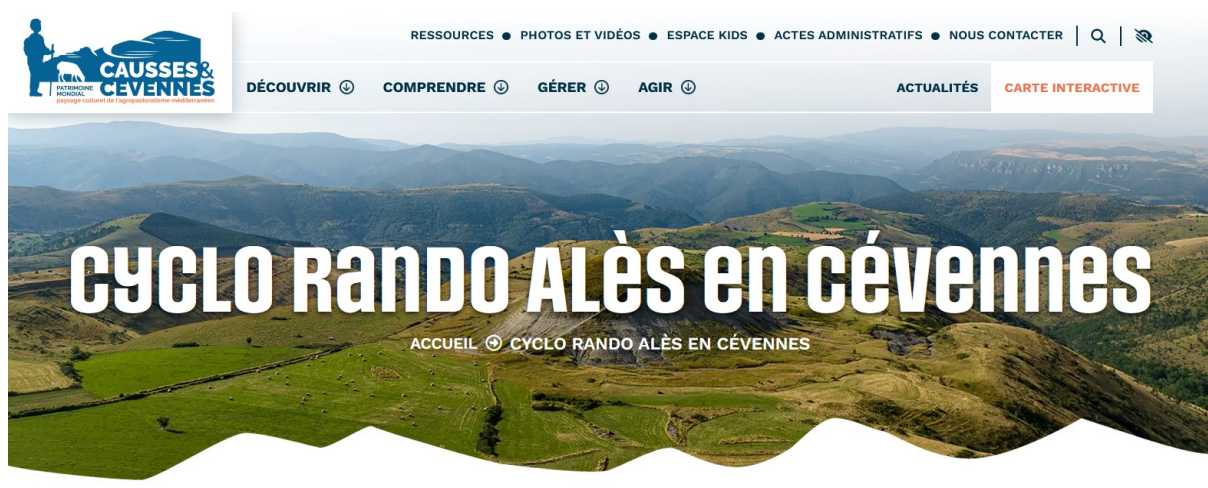 RESSOURCES ● PHOTOS ET VIDÉOS ● ESPACE KIDS ● ACTES ADMINISTRATIFS ● NOUS CONTACTER
CAUSSES&
PATRIMOINE
MONDIAL
CÉVENNES
paysage culturel de l'agropastoralisme méditerranéen
DÉCOUVRIR COMPRENDRE GÉRER AGIR ACTUALITÉS CARTE INTERACTIVE
CYCLO RANDO ALÈS EN CÉVENNES
ACCUEIL CYCLO RANDO ALÈS EN CÉVENNES